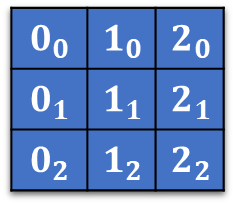 0₀ 1₀ 2₀
0₁ 1₁ 2₁
0₂ 1₂ 2₂